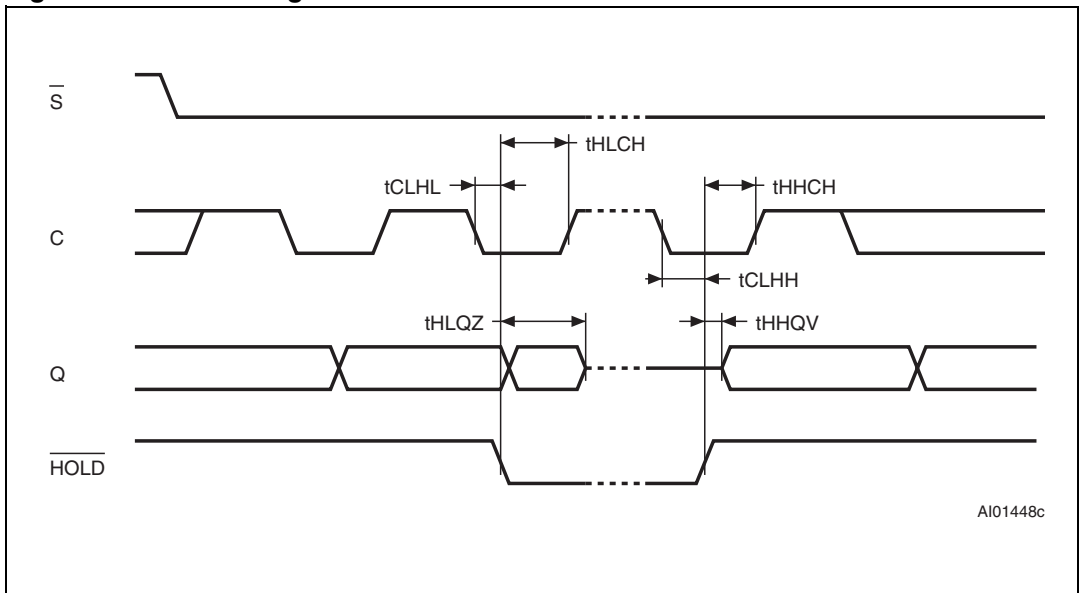 S
tHLCH
tCLHL
tHHCH
C
tCLHH
tHLQZ
tHHQV
Q
HOLD
AI01448c